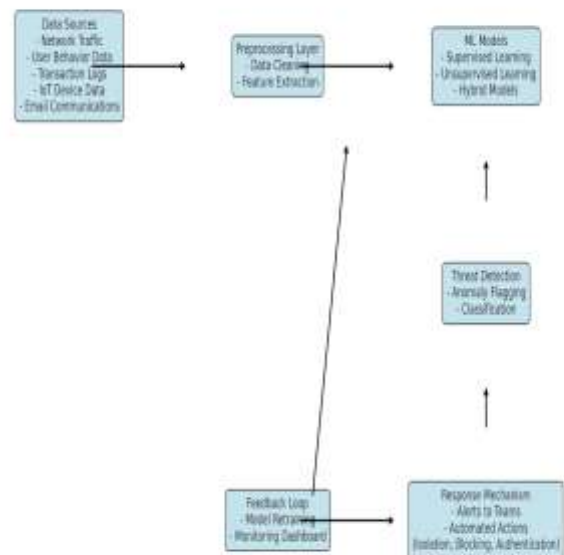 Data Sources
- Network Traffic
- User Behavior Data
- Transaction Logs
- IoT Device Data
- Email Communications
Preprocessing Layer
- Data Cleaning
- Feature Extraction
ML Models
- Supervised Learning
- Unsupervised Learning
- Hybrid Models
Threat Detection
- Anomaly Flagging
- Classification
Feedback Loop
- Model Retraining
- Monitoring Dashboard
Response Mechanism
- Alerts to Teams
- Automated Actions
(Isolation, Blocking, Authentication)